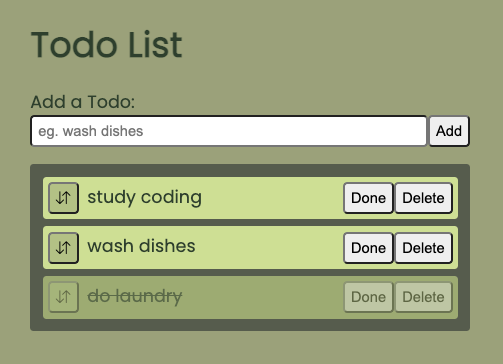 Todo List
Add a Todo:
eg. wash dishes Add
study coding Done Delete
wash dishes Done Delete
do laundry Done Delete